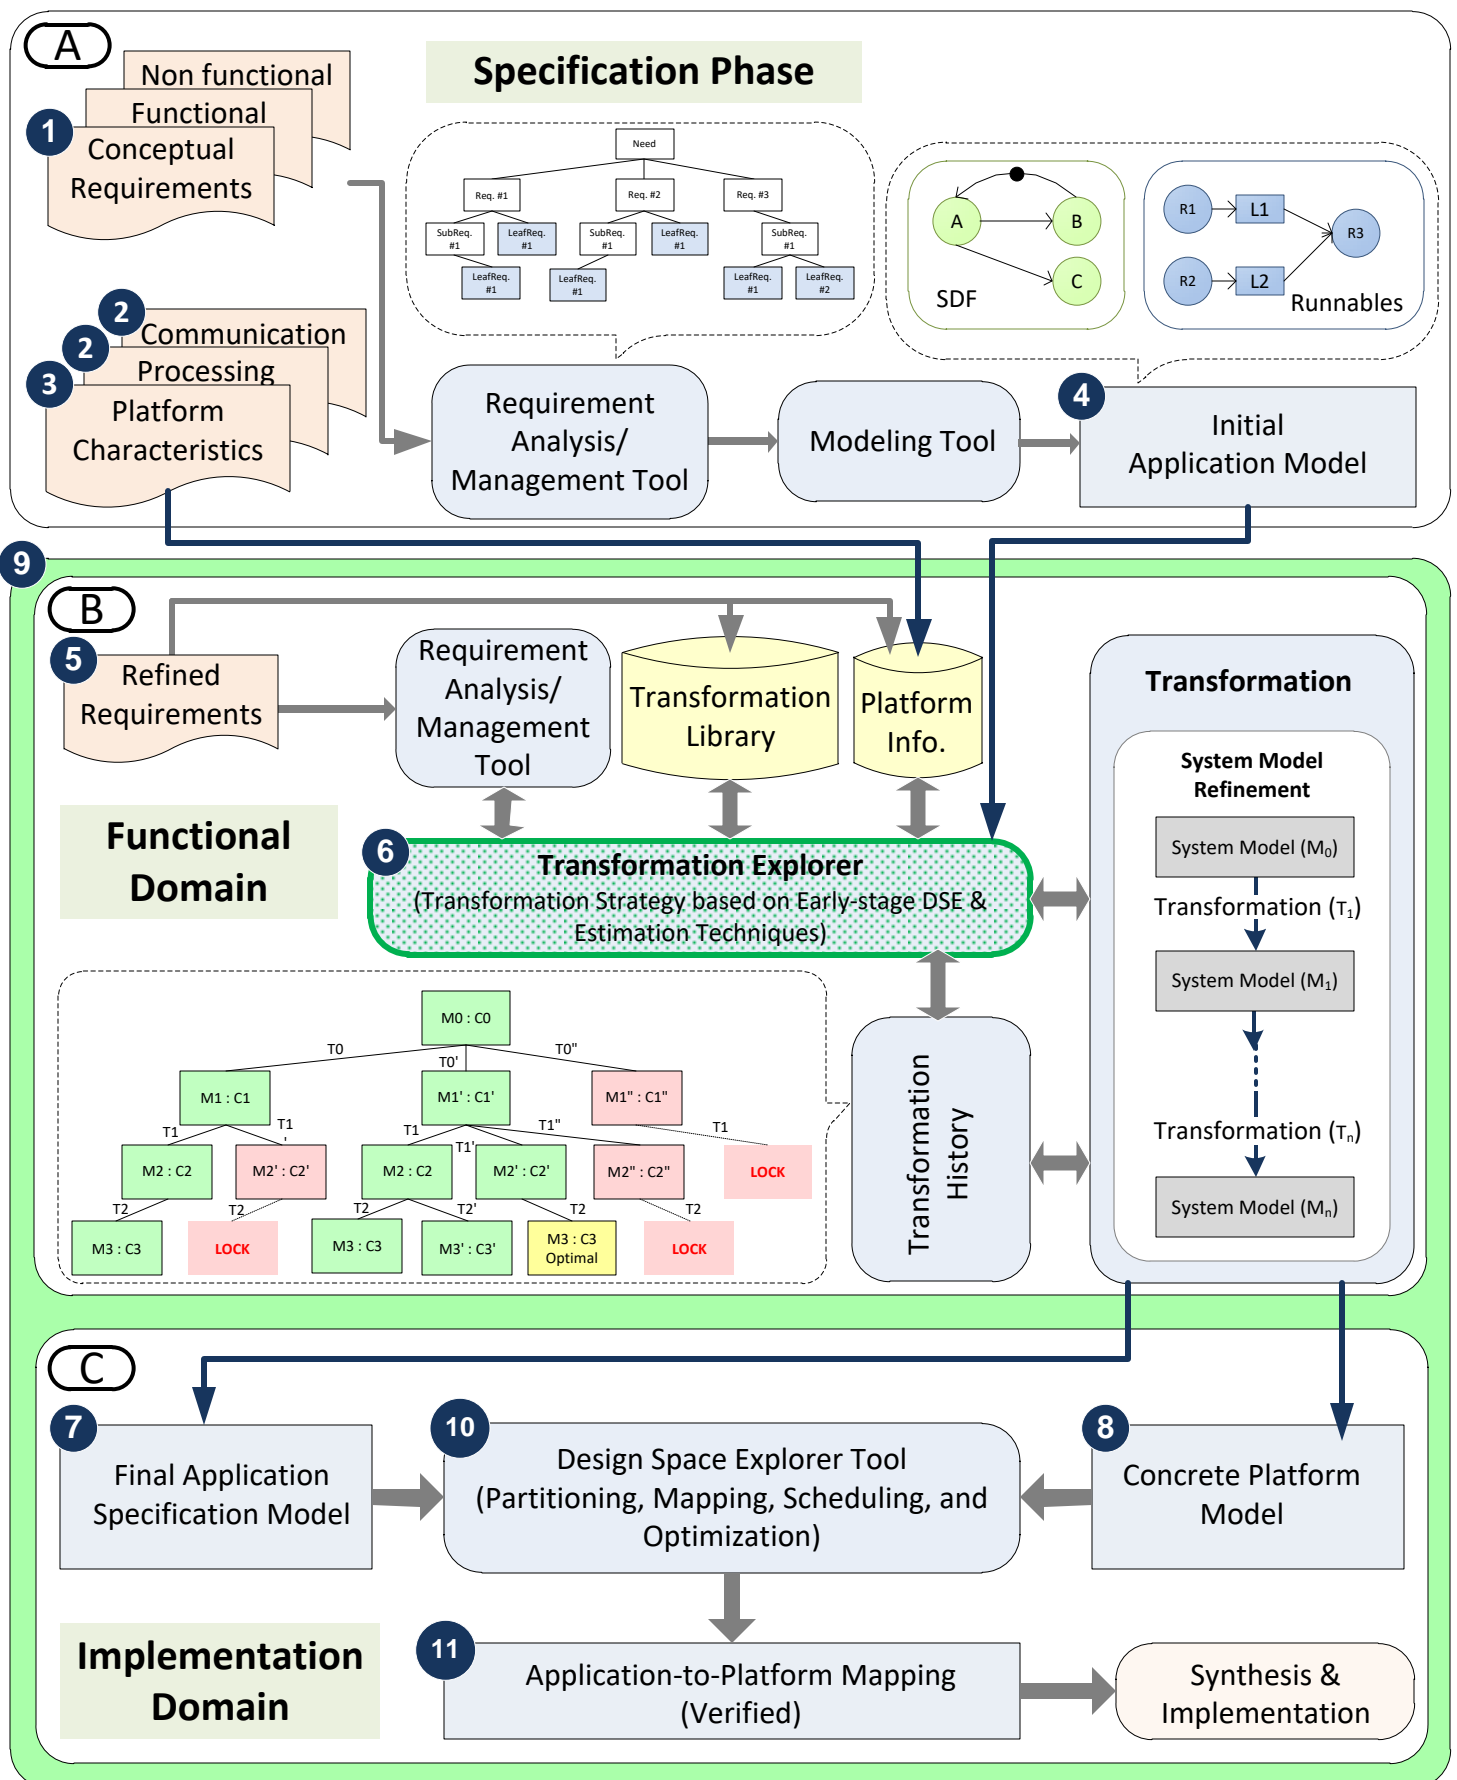 A
Specification Phase
Non functional
Functional
1
Conceptual
Requirements
Need
Req. #1
Req. #2
Req. #3
SubReq.
#1
LeafReq.
#1
SubReq.
#1
LeafReq.
#1
SubReq.
#1
LeafReq.
#1
LeafReq.
#1
LeafReq.
#1
LeafReq.
#2
A
B
C
SDF
R1
L1
R2
L2
R3
Runnables
2
Communication
2
Processing
3
Platform
Characteristics
Requirement
Analysis/
Management Tool
Modeling Tool
4
Initial
Application Model
9
B
5
Refined
Requirements
Requirement
Analysis/
Management
Tool
Transformation
Library
Platform
Info.
Transformation
System Model
Refinement
System Model (M0)
Transformation (T1)
System Model (M1)
Transformation (Tn)
System Model (Mn)
Functional
Domain
6
Transformation Explorer
(Transformation Strategy based on Early-stage DSE &
Estimation Techniques)
M0 : C0
T0
T0'
T0"
M1 : C1
M1' : C1'
M1" : C1"
T1
T1
'
T1
T1'
T1"
T1
M2 : C2
M2' : C2'
M2 : C2
M2' : C2'
M2" : C2"
LOCK
T2
T2
T2
T2'
T2
T2
M3 : C3
LOCK
M3 : C3
M3' : C3'
M3 : C3
Optimal
LOCK
Transformation
History
C
7
Final Application
Specification Model
10
Design Space Explorer Tool
(Partitioning, Mapping, Scheduling, and
Optimization)
8
Concrete Platform
Model
Implementation
Domain
11
Application-to-Platform Mapping
(Verified)
Synthesis &
Implementation